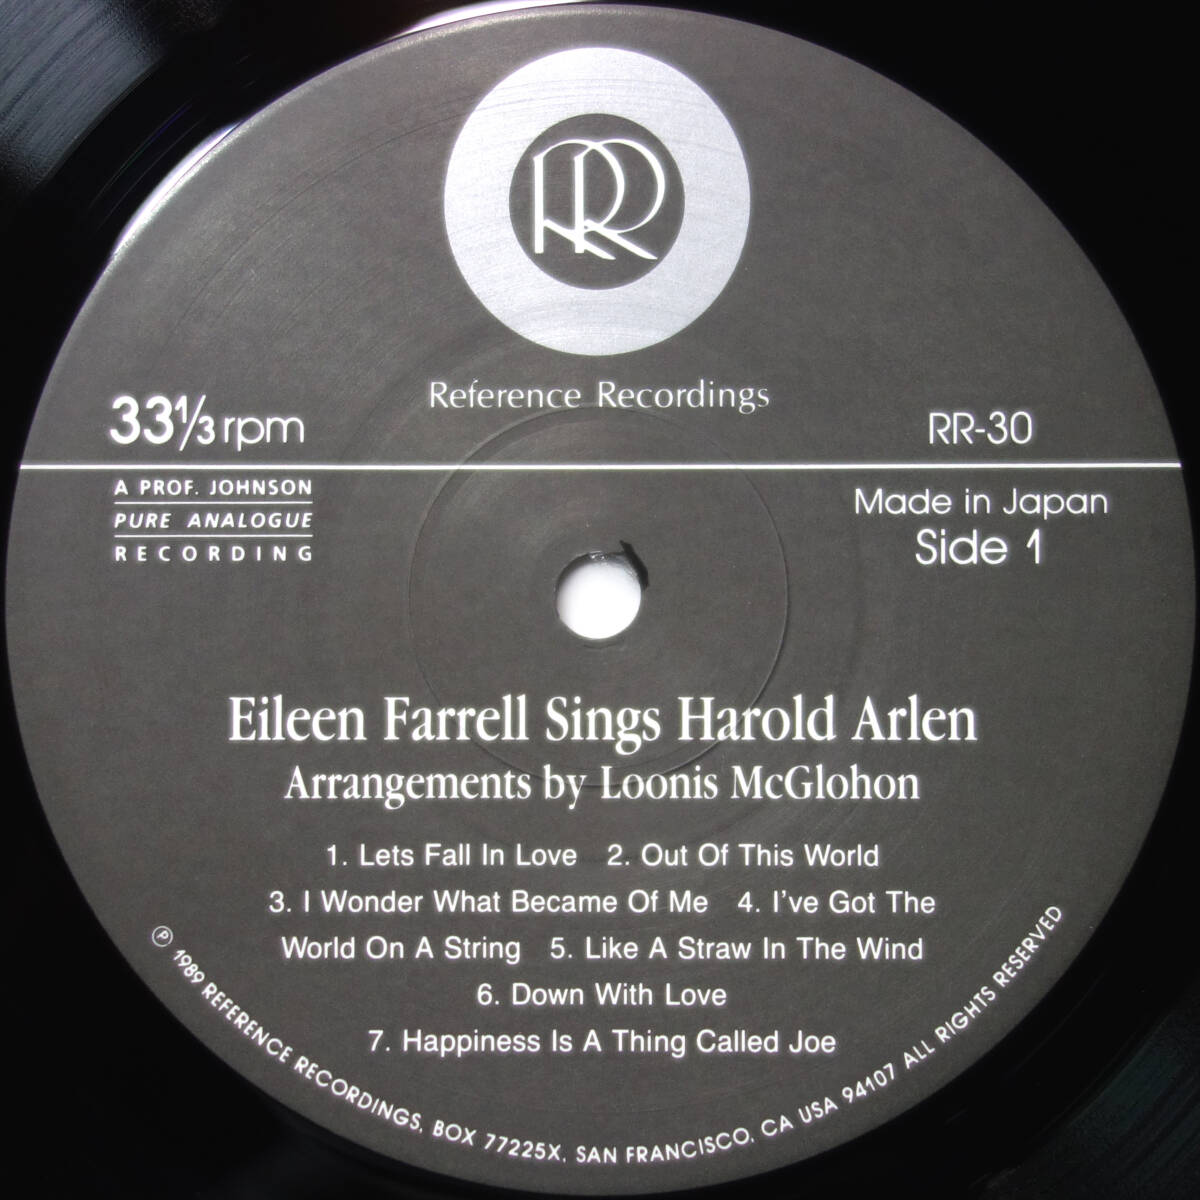 RR
Reference Recordings
33⅓ rpm
RR-30
A PROF. JOHNSON
PURE ANALOGUE
RECORDING
Made in Japan
Side 1
Eileen Farrell Sings Harold Arlen
Arrangements by Loonis McGlohon
1. Lets Fall In Love 2. Out Of This World
3. I Wonder What Became Of Me 4. I've Got The
World On A String 5. Like A Straw In The Wind
6. Down With Love
7. Happiness Is A Thing Called Joe
℗ 1989 REFERENCE RECORDINGS, BOX 77225X, SAN FRANCISCO, CA USA 94107 ALL RIGHTS RESERVED